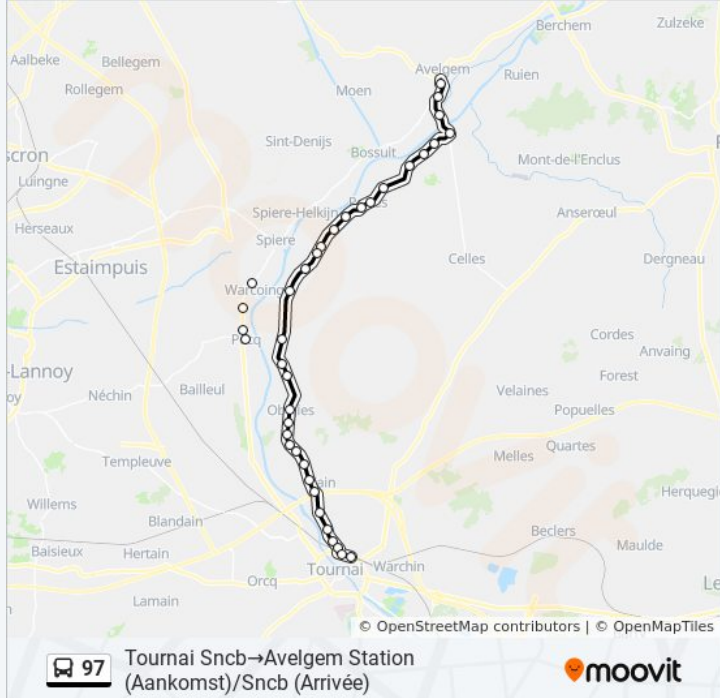 Berchem
Zulzeke
Aalbeke
Bellegem
Avelgem
Ruien
Rollegem
Moen
Sint-Denijs
scron
Bossuit
Mont-de-l'Enclus
Luingne
Spiere-Helkijn
Anserœul
Herseaux
Spiere
Estaimpuis
Celles
Dergneau
Warcoing
Cordes
Anvaing
-Lannoy
Forest
Néchin
Bailleul
Velaines
Popuelles
Quartes
Templeuve
Melles
Willems
Herquegi
Blandain
Beclers
Baisieux
Hertain
Maulde
Tournai
Warchin
Orcq
Le
Lamain
© OpenStreetMap contributors | © OpenMapTiles
97
Tournai Sncb→Avelgem Station
(Aankomst)/Sncb (Arrivée)
moovit